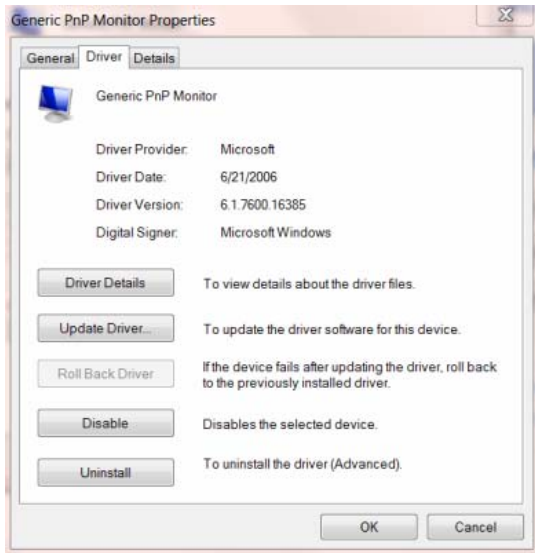 Generic PnP Monitor Properties
General Driver Details
Generic PnP Monitor
Driver Provider: Microsoft
Driver Date: 6/21/2006
Driver Version: 6.1.7600.16385
Digital Signer: Microsoft Windows
Driver Details To view details about the driver files.
Update Driver... To update the driver software for this device.
Roll Back Driver If the device fails after updating the driver, roll back
to the previously installed driver.
Disable Disables the selected device.
Uninstall To uninstall the driver (Advanced).
OK Cancel